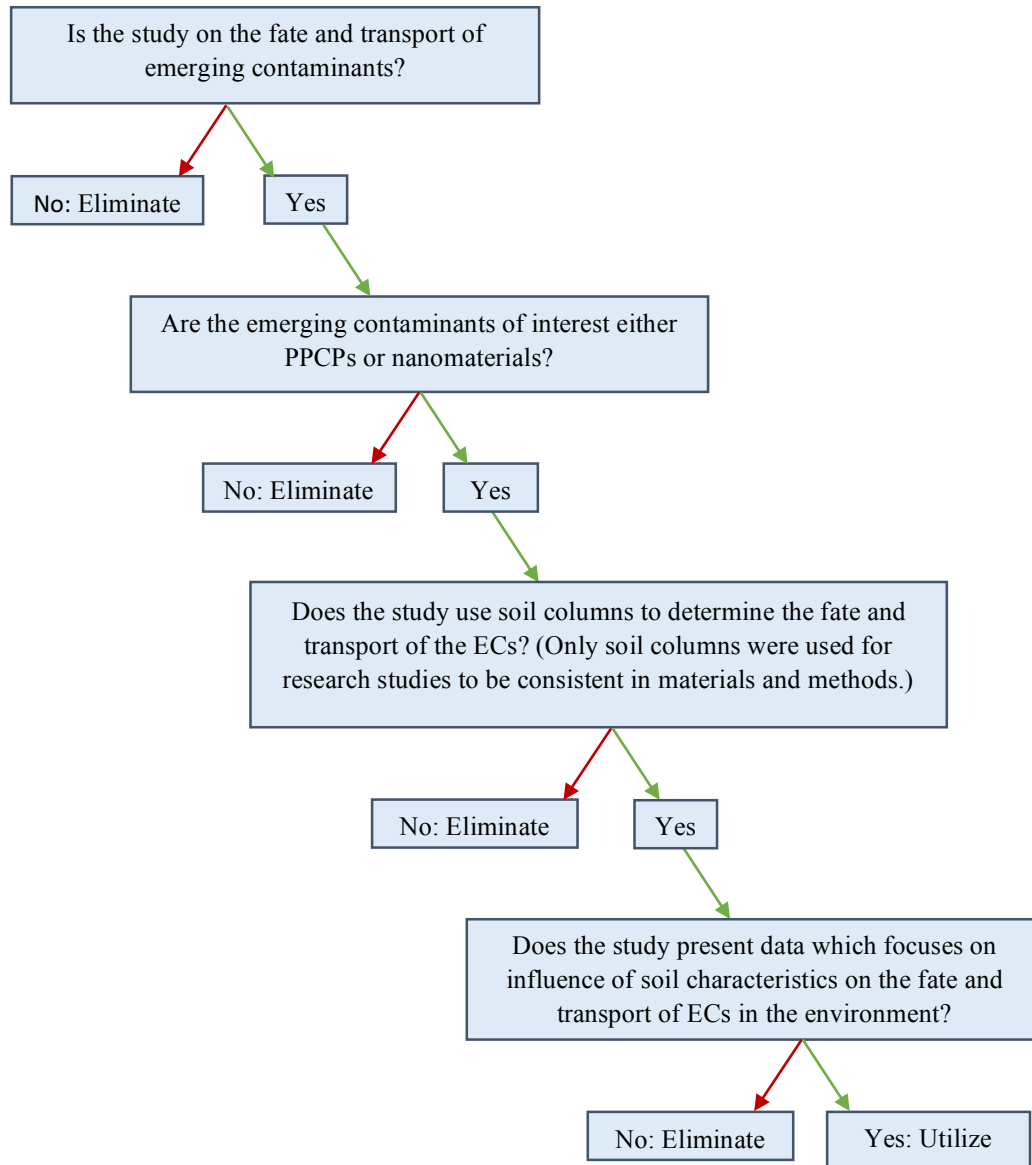 Is the study on the fate and transport of
emerging contaminants?
No: Eliminate
Yes
Are the emerging contaminants of interest either
PPCPs or nanomaterials?
No: Eliminate
Yes
Does the study use soil columns to determine the fate and
transport of the ECs? (Only soil columns were used for
research studies to be consistent in materials and methods.)
No: Eliminate
Yes
Does the study present data which focuses on
influence of soil characteristics on the fate and
transport of ECs in the environment?
No: Eliminate
Yes: Utilize